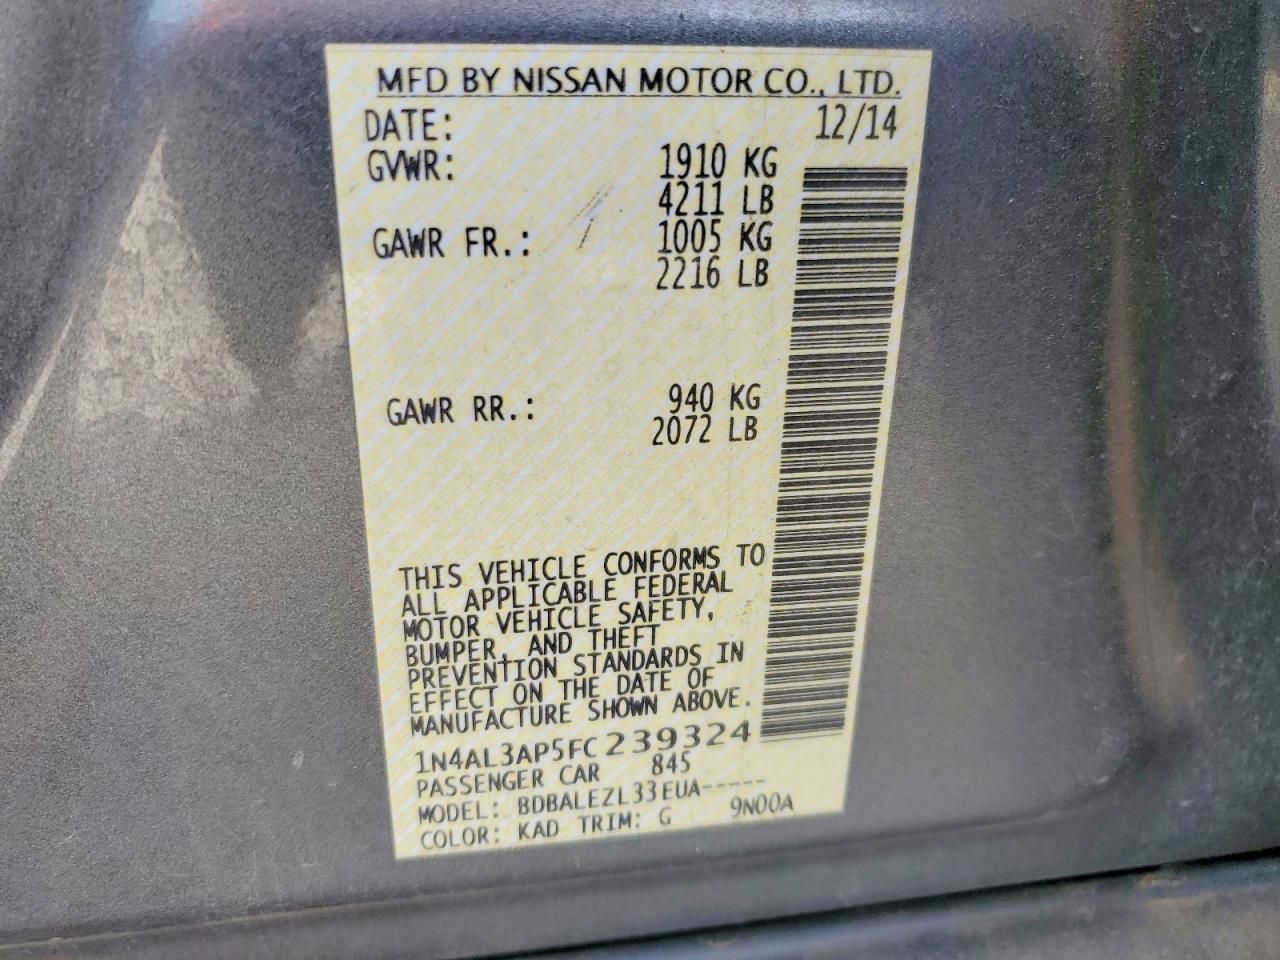 MFD BY NISSAN MOTOR CO., LTD.
DATE: 12/14
GVWR: 1910 KG
4211 LB
GAWR FR.: 1005 KG
2216 LB
GAWR RR.: 940 KG
2072 LB
THIS VEHICLE CONFORMS TO
ALL APPLICABLE FEDERAL
MOTOR VEHICLE SAFETY,
BUMPER, AND THEFT
PREVENTION STANDARDS IN
EFFECT ON THE DATE OF
MANUFACTURE SHOWN ABOVE.
1N4AL3AP5FC239324
PASSENGER CAR 845
MODEL: BDBALEZL33EUA-----
COLOR: KAD TRIM: G 9N00A